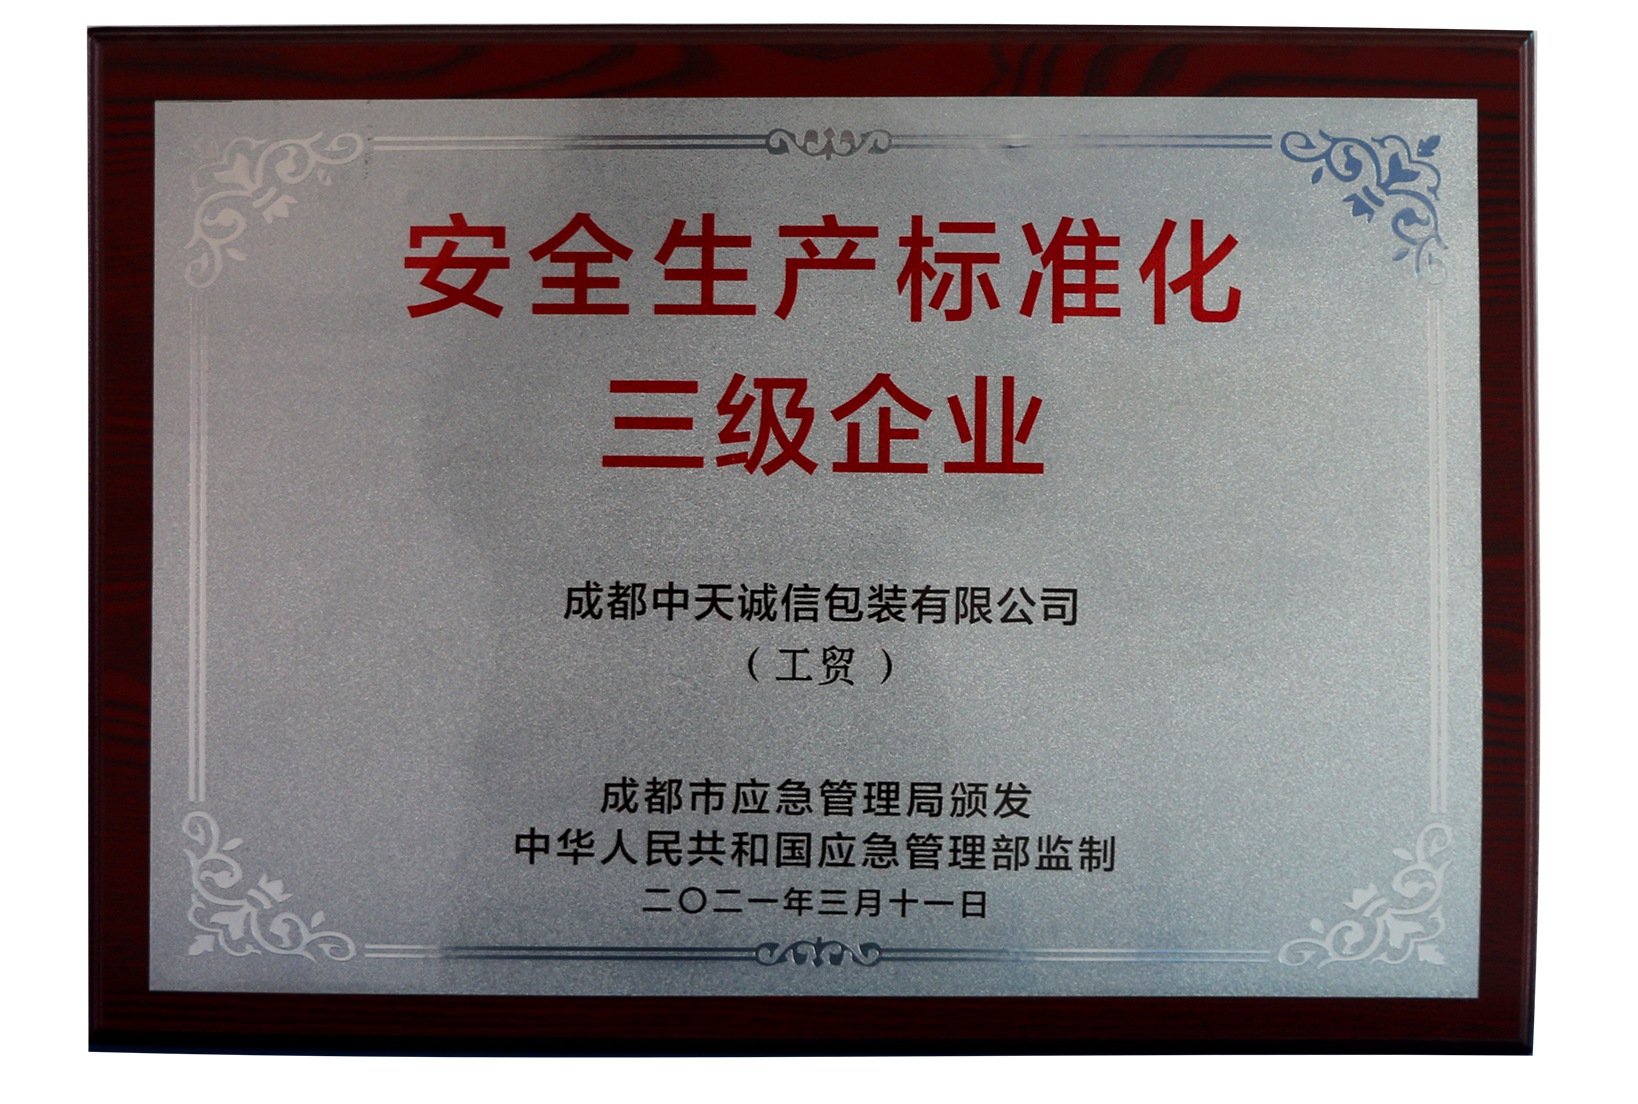 安全生产标准化
三级企业
成都中天诚信包装有限公司
（工贸 ）
成都市应急管理局颁发
中华人民共和国应急管理部监制
二〇二一年三月十一日